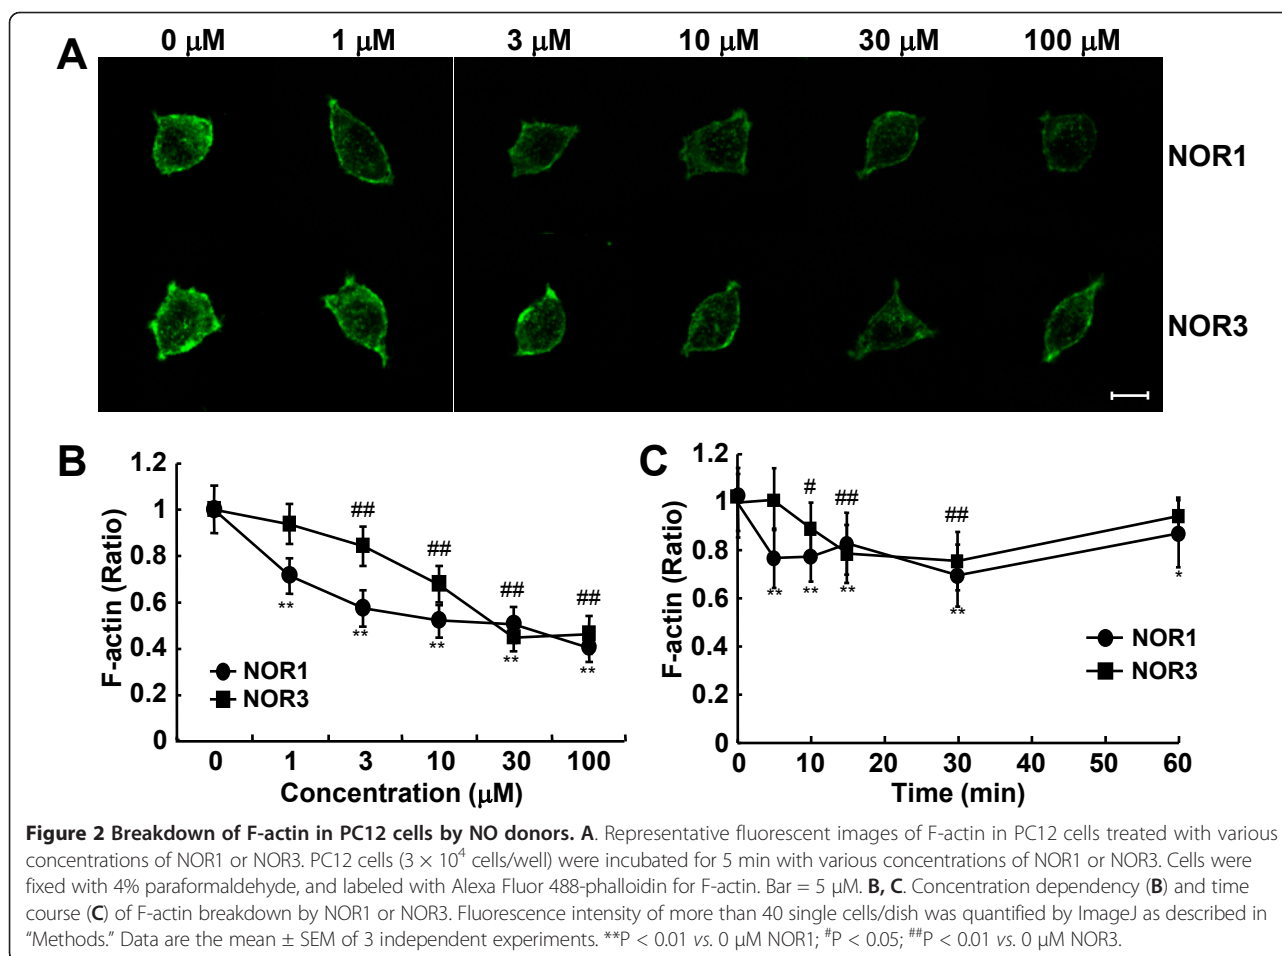 A
0 μM 1 μM 3 μM 10 μM 30 μM 100 μM
NOR1
NOR3
B
1.2
1
0.8
0.6
0.4
0.2
0
F-actin (Ratio)
## ## ## ##
** ** ** ** **
NOR1
NOR3
0 1 3 10 30 100
Concentration (μM)
C
1.2
1
0.8
0.6
0.4
0.2
0
F-actin (Ratio)
# ## ##
** ** ** ** *
NOR1
NOR3
0 10 20 30 40 50 60
Time (min)
Figure 2 Breakdown of F-actin in PC12 cells by NO donors. A. Representative fluorescent images of F-actin in PC12 cells treated with various
concentrations of NOR1 or NOR3. PC12 cells (3 × 10⁴ cells/well) were incubated for 5 min with various concentrations of NOR1 or NOR3. Cells were
fixed with 4% paraformaldehyde, and labeled with Alexa Fluor 488-phalloidin for F-actin. Bar = 5 μM. B, C. Concentration dependency (B) and time
course (C) of F-actin breakdown by NOR1 or NOR3. Fluorescence intensity of more than 40 single cells/dish was quantified by ImageJ as described in
“Methods.” Data are the mean ± SEM of 3 independent experiments. **P < 0.01 vs. 0 μM NOR1; #P < 0.05; ##P < 0.01 vs. 0 μM NOR3.